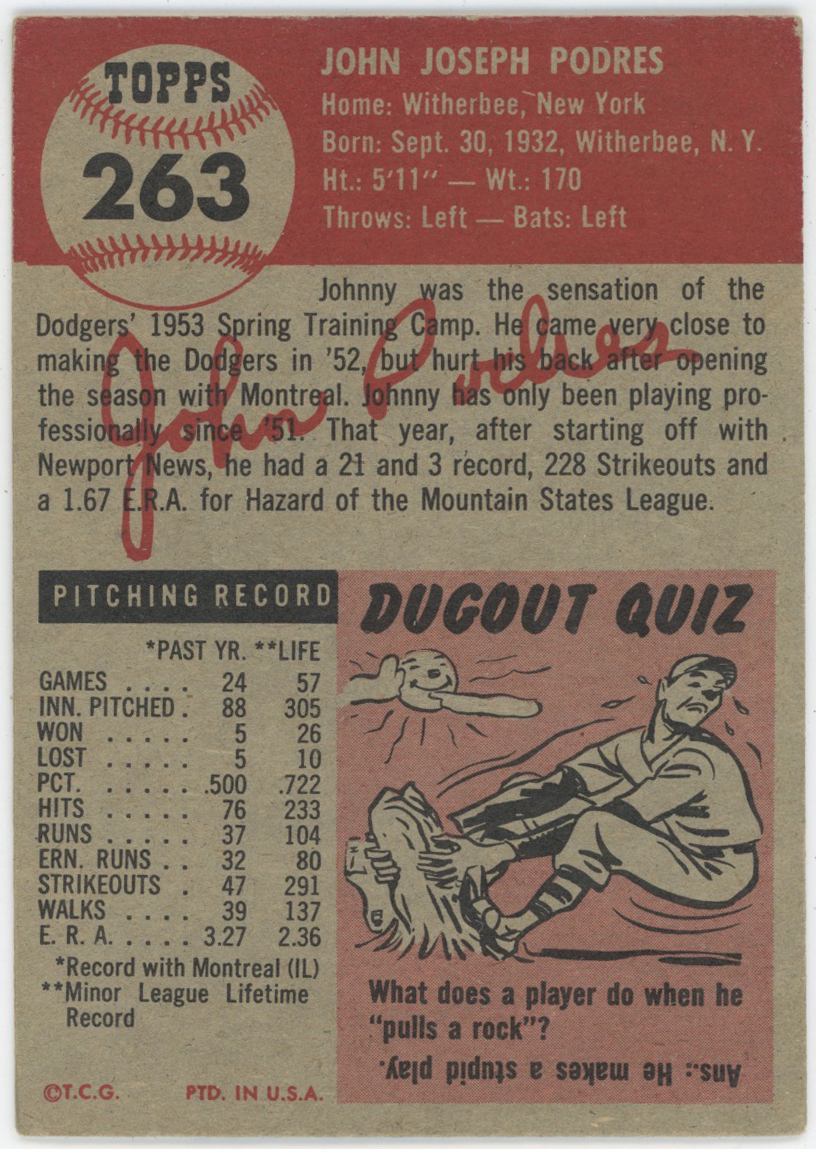 TOPPS
263
JOHN JOSEPH PODRES
Home: Witherbee, New York
Born: Sept. 30, 1932, Witherbee, N. Y.
Ht.: 5'11" — Wt.: 170
Throws: Left — Bats: Left
Johnny was the sensation of the
Dodgers' 1953 Spring Training Camp. He came very close to
making the Dodgers in '52, but hurt his back after opening
the season with Montreal. Johnny has only been playing pro-
fessionally since '51. That year, after starting off with
Newport News, he had a 21 and 3 record, 228 Strikeouts and
a 1.67 E.R.A. for Hazard of the Mountain States League.
John Podres
PITCHING RECORD
*PAST YR. **LIFE
GAMES . . . . 24 57
INN. PITCHED . 88 305
WON . . . . . 5 26
LOST . . . . . 5 10
PCT. . . . . . .500 .722
HITS . . . . . 76 233
RUNS . . . . . 37 104
ERN. RUNS . . 32 80
STRIKEOUTS . 47 291
WALKS . . . . 39 137
E. R. A. . . . . . 3.27 2.36
*Record with Montreal (IL)
**Minor League Lifetime
Record
©T.C.G. PTD. IN U.S.A.
DUGOUT QUIZ
What does a player do when he
"pulls a rock"?
Ans.: He makes a stupid play.